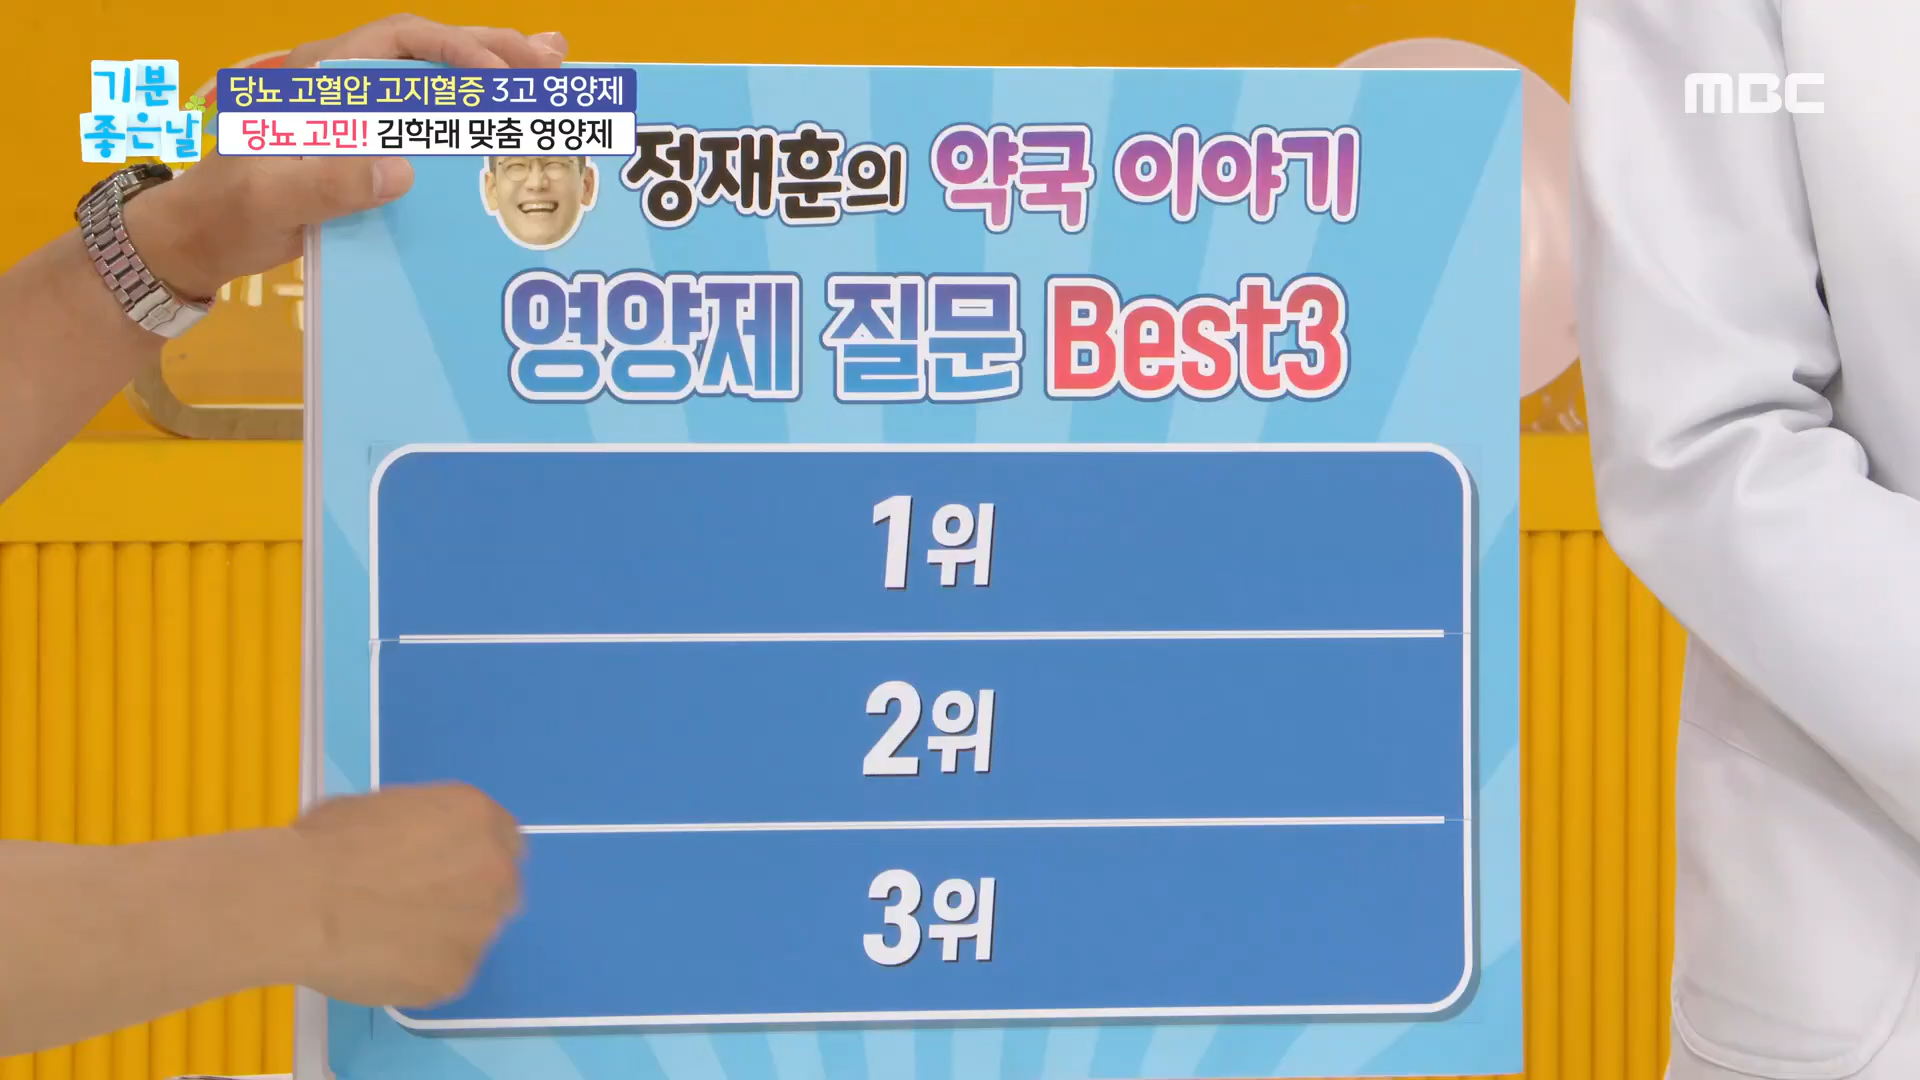 기분
좋은날
당뇨 고혈압 고지혈증 3고 영양제
당뇨 고민! 김학래 맞춤 영양제
MBC
정재훈의 약국 이야기
영양제 질문 Best3
1위
2위
3위